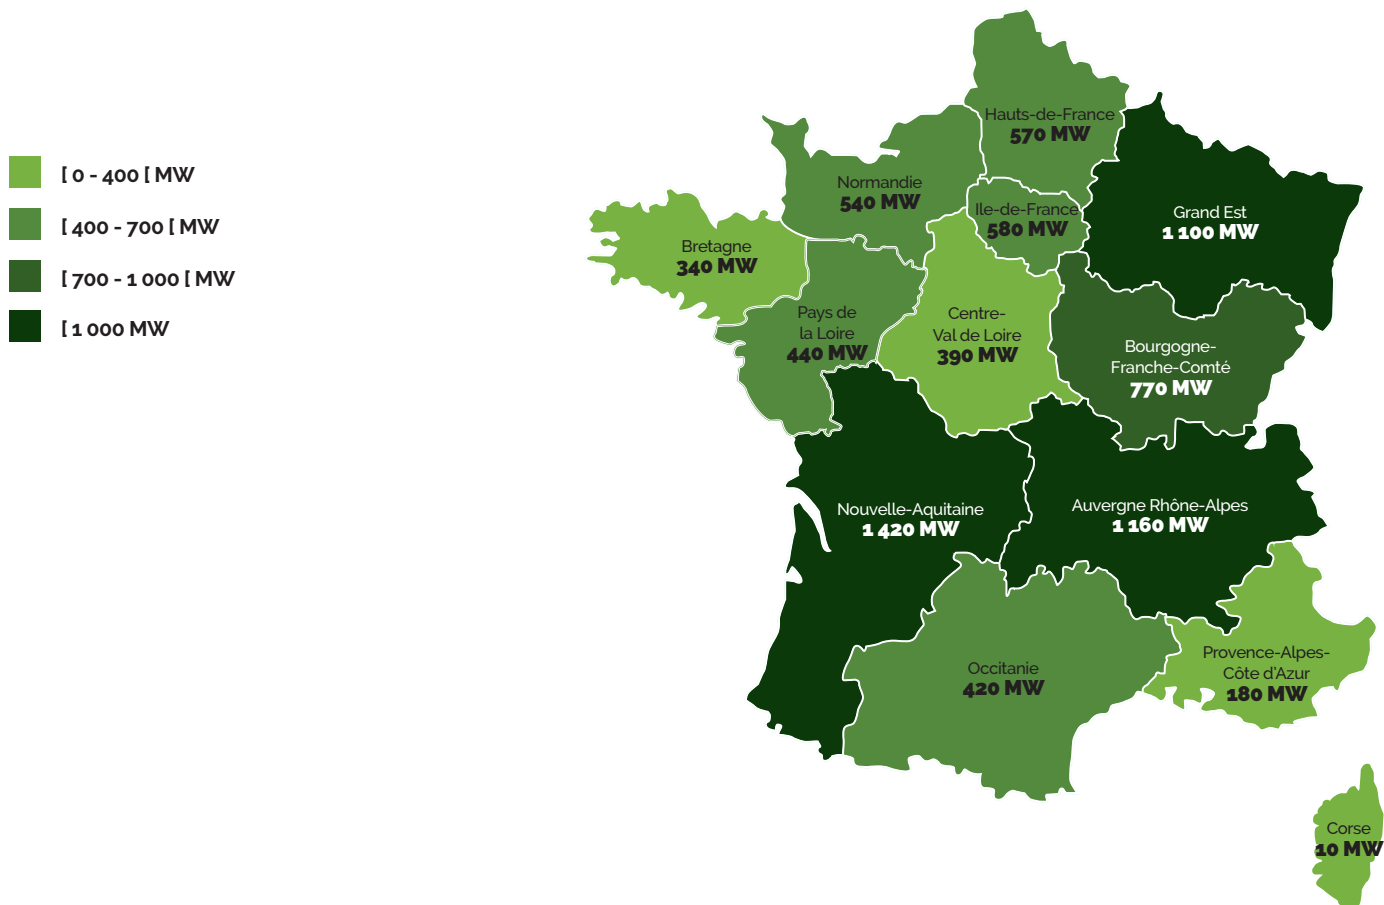 [ 0 - 400 [ MW
[ 400 - 700 [ MW
[ 700 - 1 000 [ MW
[ 1 000 MW
Hauts-de-France
570 MW
Normandie
540 MW
Ile-de-France
580 MW
Grand Est
1 100 MW
Bretagne
340 MW
Pays de
la Loire
440 MW
Centre-
Val de Loire
390 MW
Bourgogne-
Franche-Comté
770 MW
Nouvelle-Aquitaine
1 420 MW
Auvergne Rhône-Alpes
1 160 MW
Occitanie
420 MW
Provence-Alpes-
Côte d'Azur
180 MW
Corse
10 MW